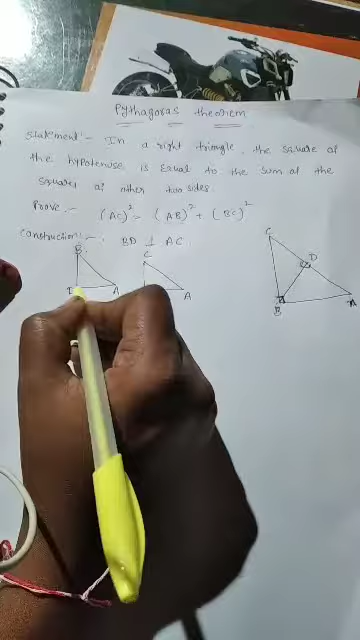 Pythagoras theorem
Statement:- In a right triangle, the square of
the hypotenuse is equal to the sum of the
squares of other two sides.
Prove:- (AC)² = (AB)² + (BC)²
Construction:- BD ⊥ AC
B
D A
C
A
C
D
B
A